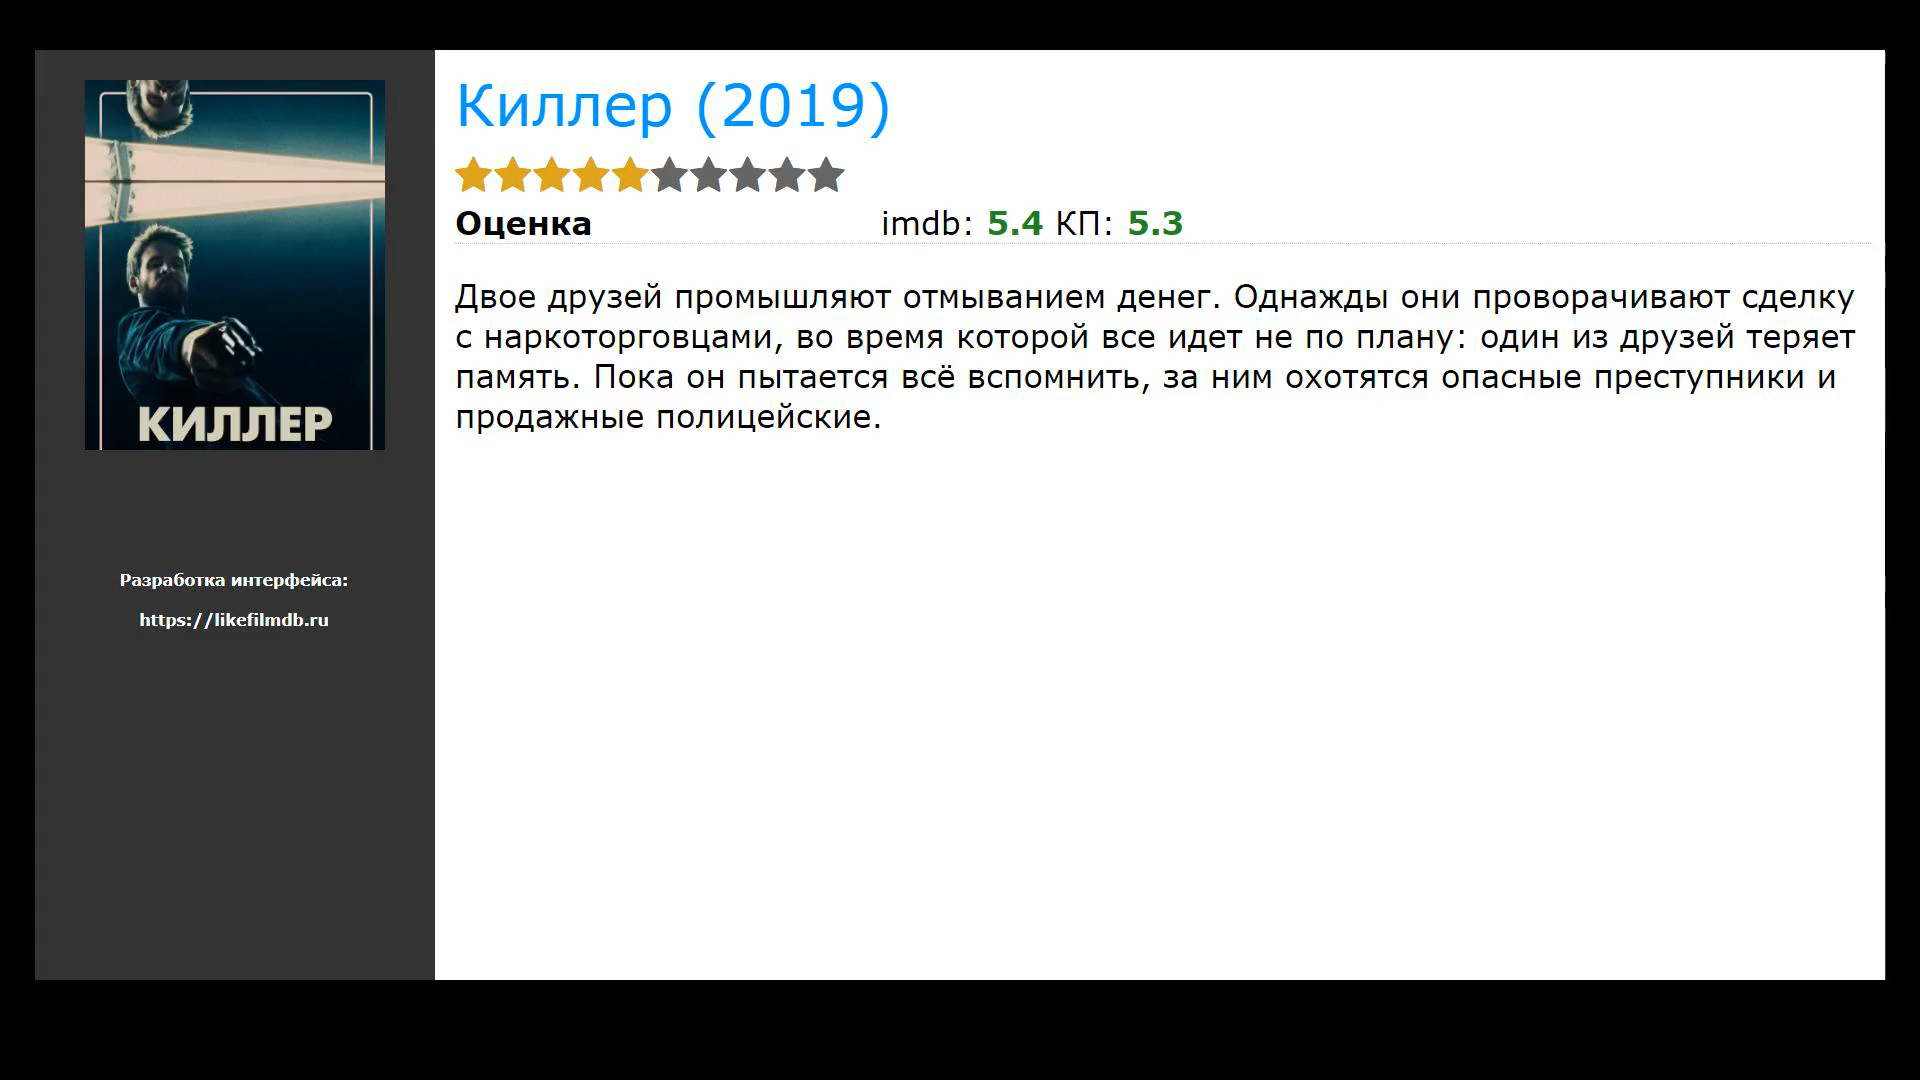 КИЛЛЕР
Разработка интерфейса:
https://likefilmdb.ru
Киллер (2019)
Оценка imdb: 5.4 КП: 5.3
Двое друзей промышляют отмыванием денег. Однажды они проворачивают сделку
с наркоторговцами, во время которой все идет не по плану: один из друзей теряет
память. Пока он пытается всё вспомнить, за ним охотятся опасные преступники и
продажные полицейские.